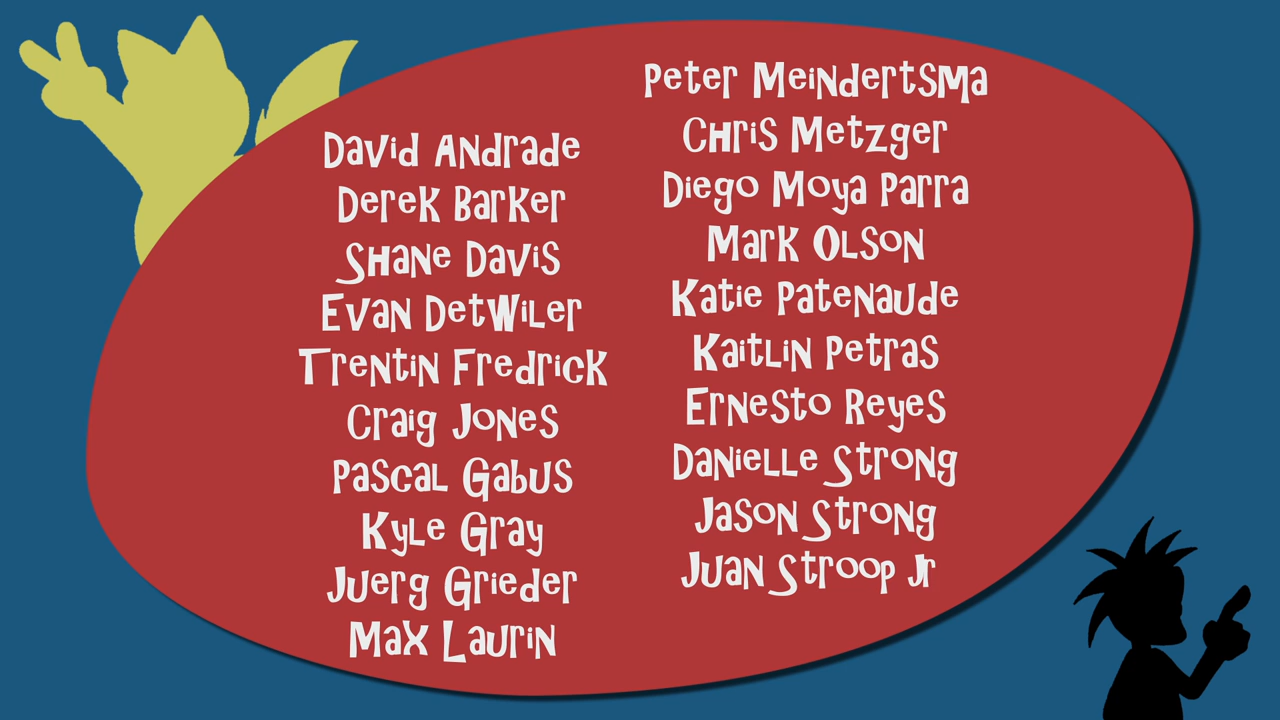 David Andrade
Derek Barker
Shane Davis
Evan Detwiler
Trentin Fredrick
Craig Jones
Pascal Gabus
Kyle Gray
Juerg Grieder
Max Laurin
Peter Meindertsma
Chris Metzger
Diego Moya Parra
Mark Olson
Katie Patenaude
Kaitlin Petras
Ernesto Reyes
Danielle Strong
Jason Strong
Juan Stroop Jr